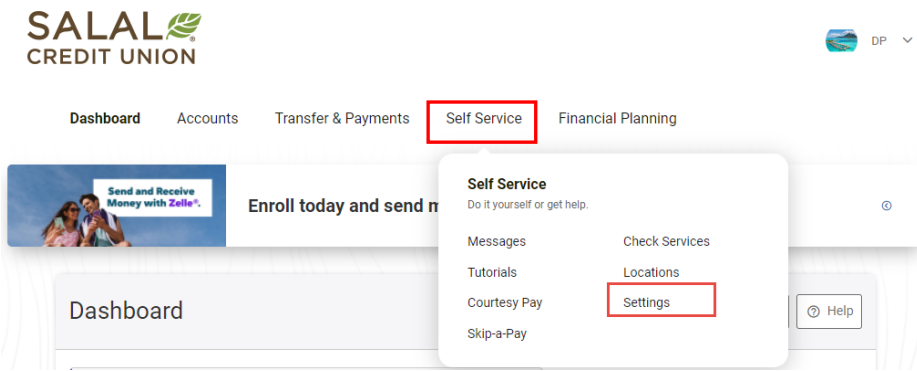 SALAL
CREDIT UNION
DP
Dashboard Accounts Transfer & Payments Self Service Financial Planning
Send and Receive
Money with Zelle®.
Enroll today and send
Self Service
Do it yourself or get help.
Messages Check Services
Tutorials Locations
Courtesy Pay Settings
Skip-a-Pay
Dashboard
Help